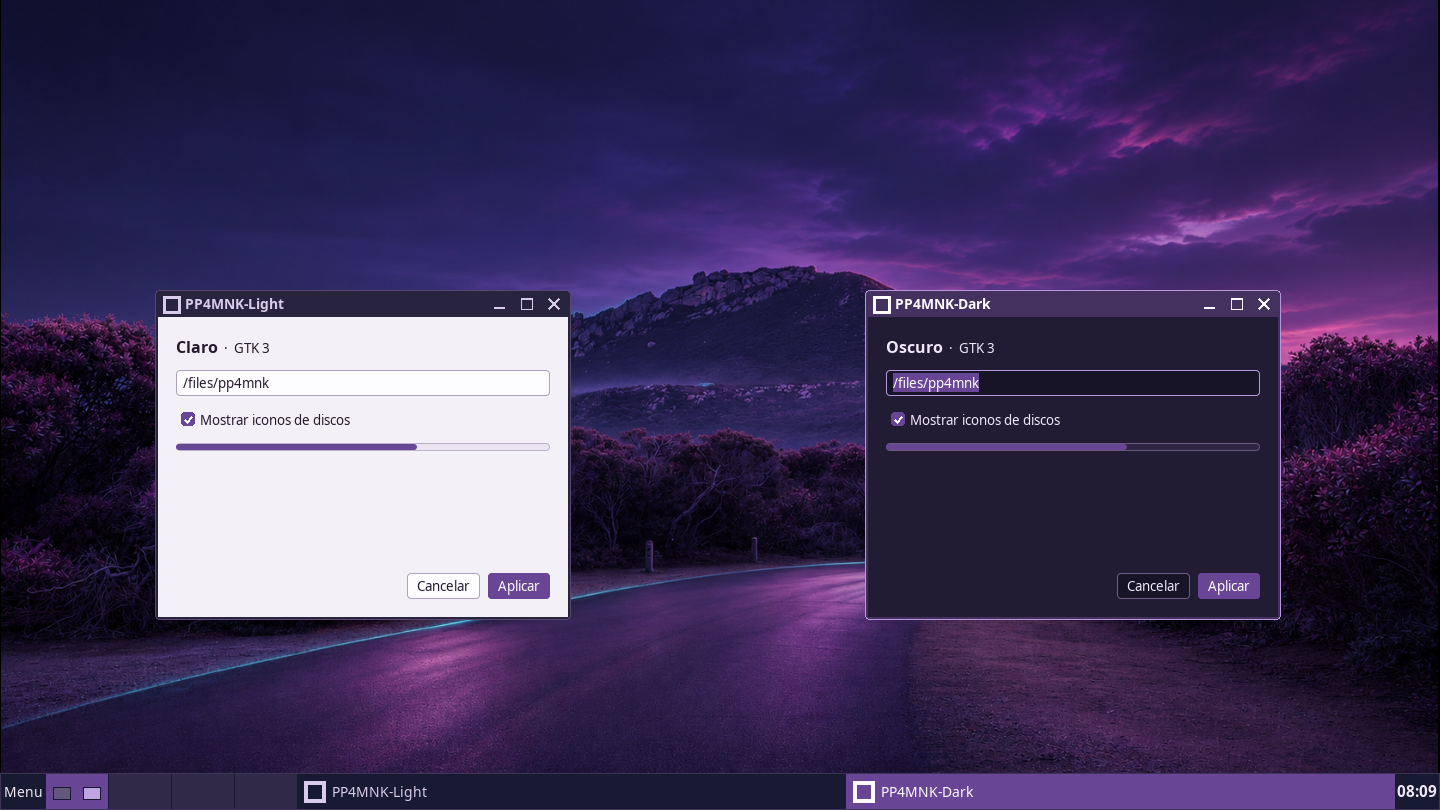 PP4MNK-Light
Claro · GTK 3
/files/pp4mnk
Mostrar iconos de discos
Cancelar Aplicar
PP4MNK-Dark
Oscuro · GTK 3
/files/pp4mnk
Mostrar iconos de discos
Cancelar Aplicar
Menu PP4MNK-Light PP4MNK-Dark 08:09